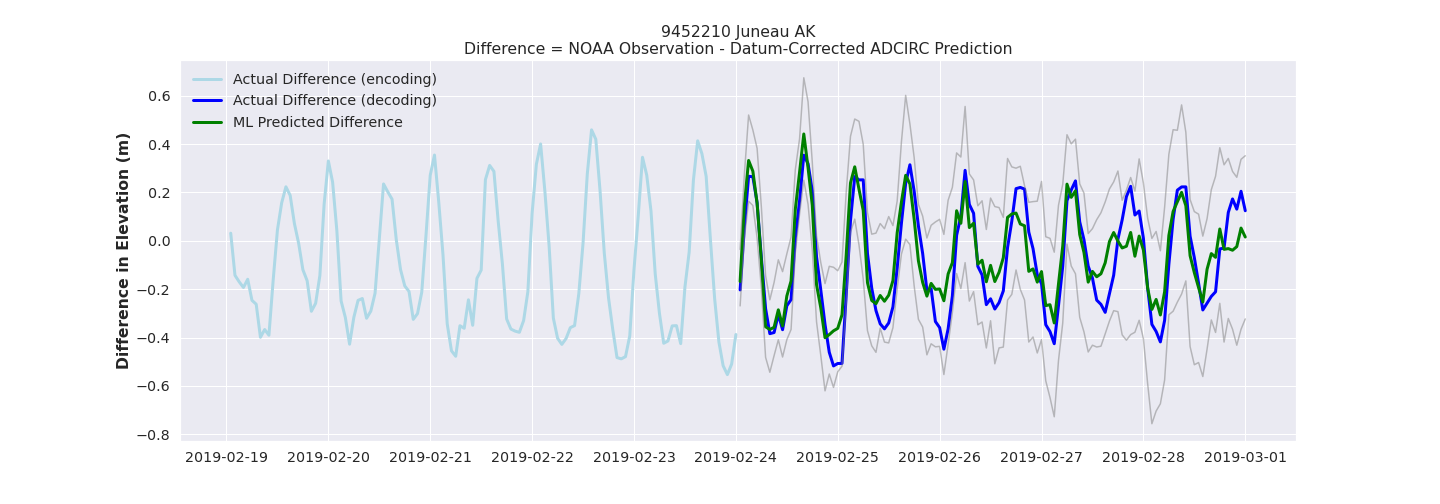 9452210 Juneau AK
Difference = NOAA Observation - Datum-Corrected ADCIRC Prediction
Actual Difference (encoding)
Actual Difference (decoding)
ML Predicted Difference
Difference in Elevation (m)
0.6
0.4
0.2
0.0
−0.2
−0.4
−0.6
−0.8
2019-02-19 2019-02-20 2019-02-21 2019-02-22 2019-02-23 2019-02-24 2019-02-25 2019-02-26 2019-02-27 2019-02-28 2019-03-01